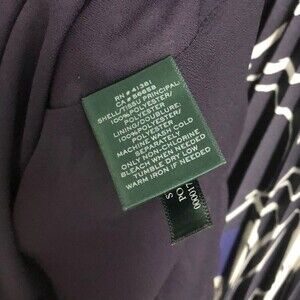 RN # 41381
CA # 56658
SHELL/TISSU PRINCIPAL:
100% POLYESTER/
POLYESTER
LINING/DOUBLURE:
100% POLYESTER/
POLYESTER
MACHINE WASH COLD
SEPARATELY
ONLY NON-CHLORINE
BLEACH WHEN NEEDED
TUMBLE DRY LOW
WARM IRON IF NEEDED
S
PO